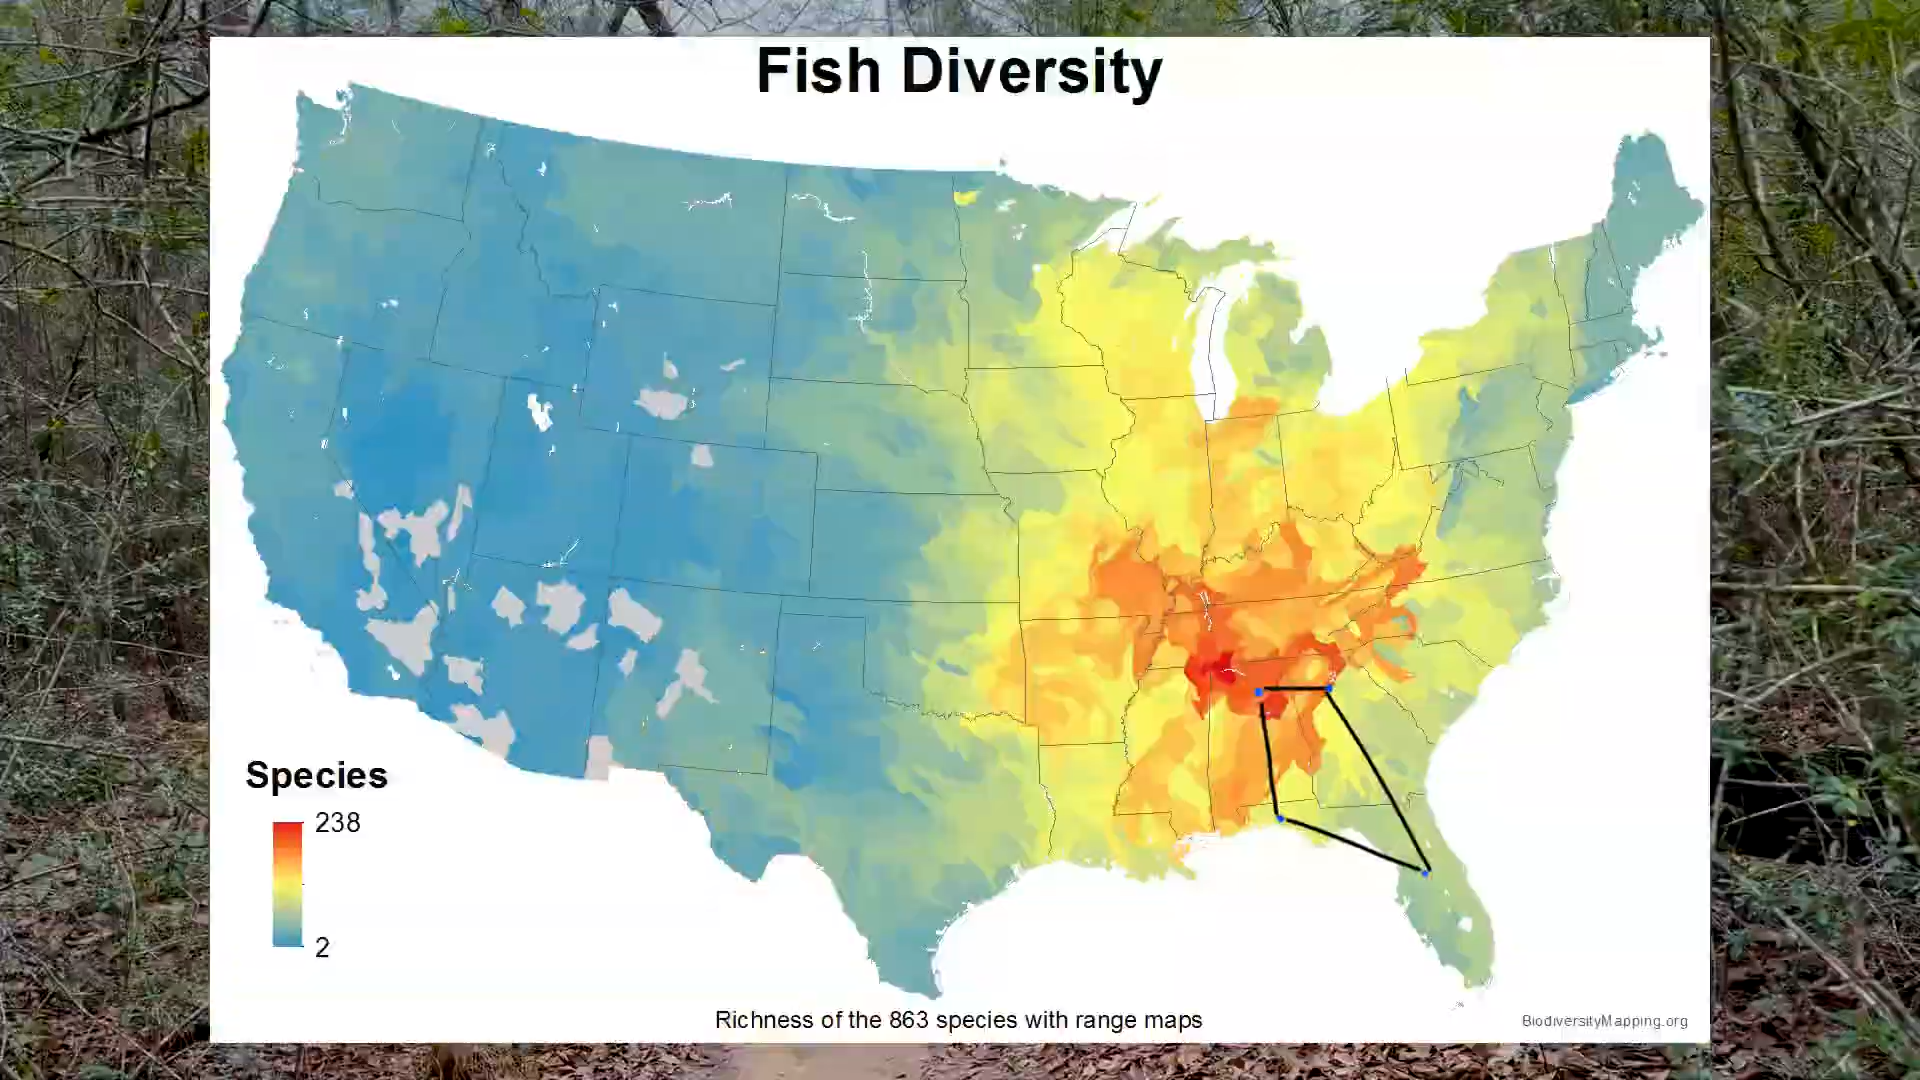 Fish Diversity
Species
238
2
Richness of the 863 species with range maps
BiodiversityMapping.org